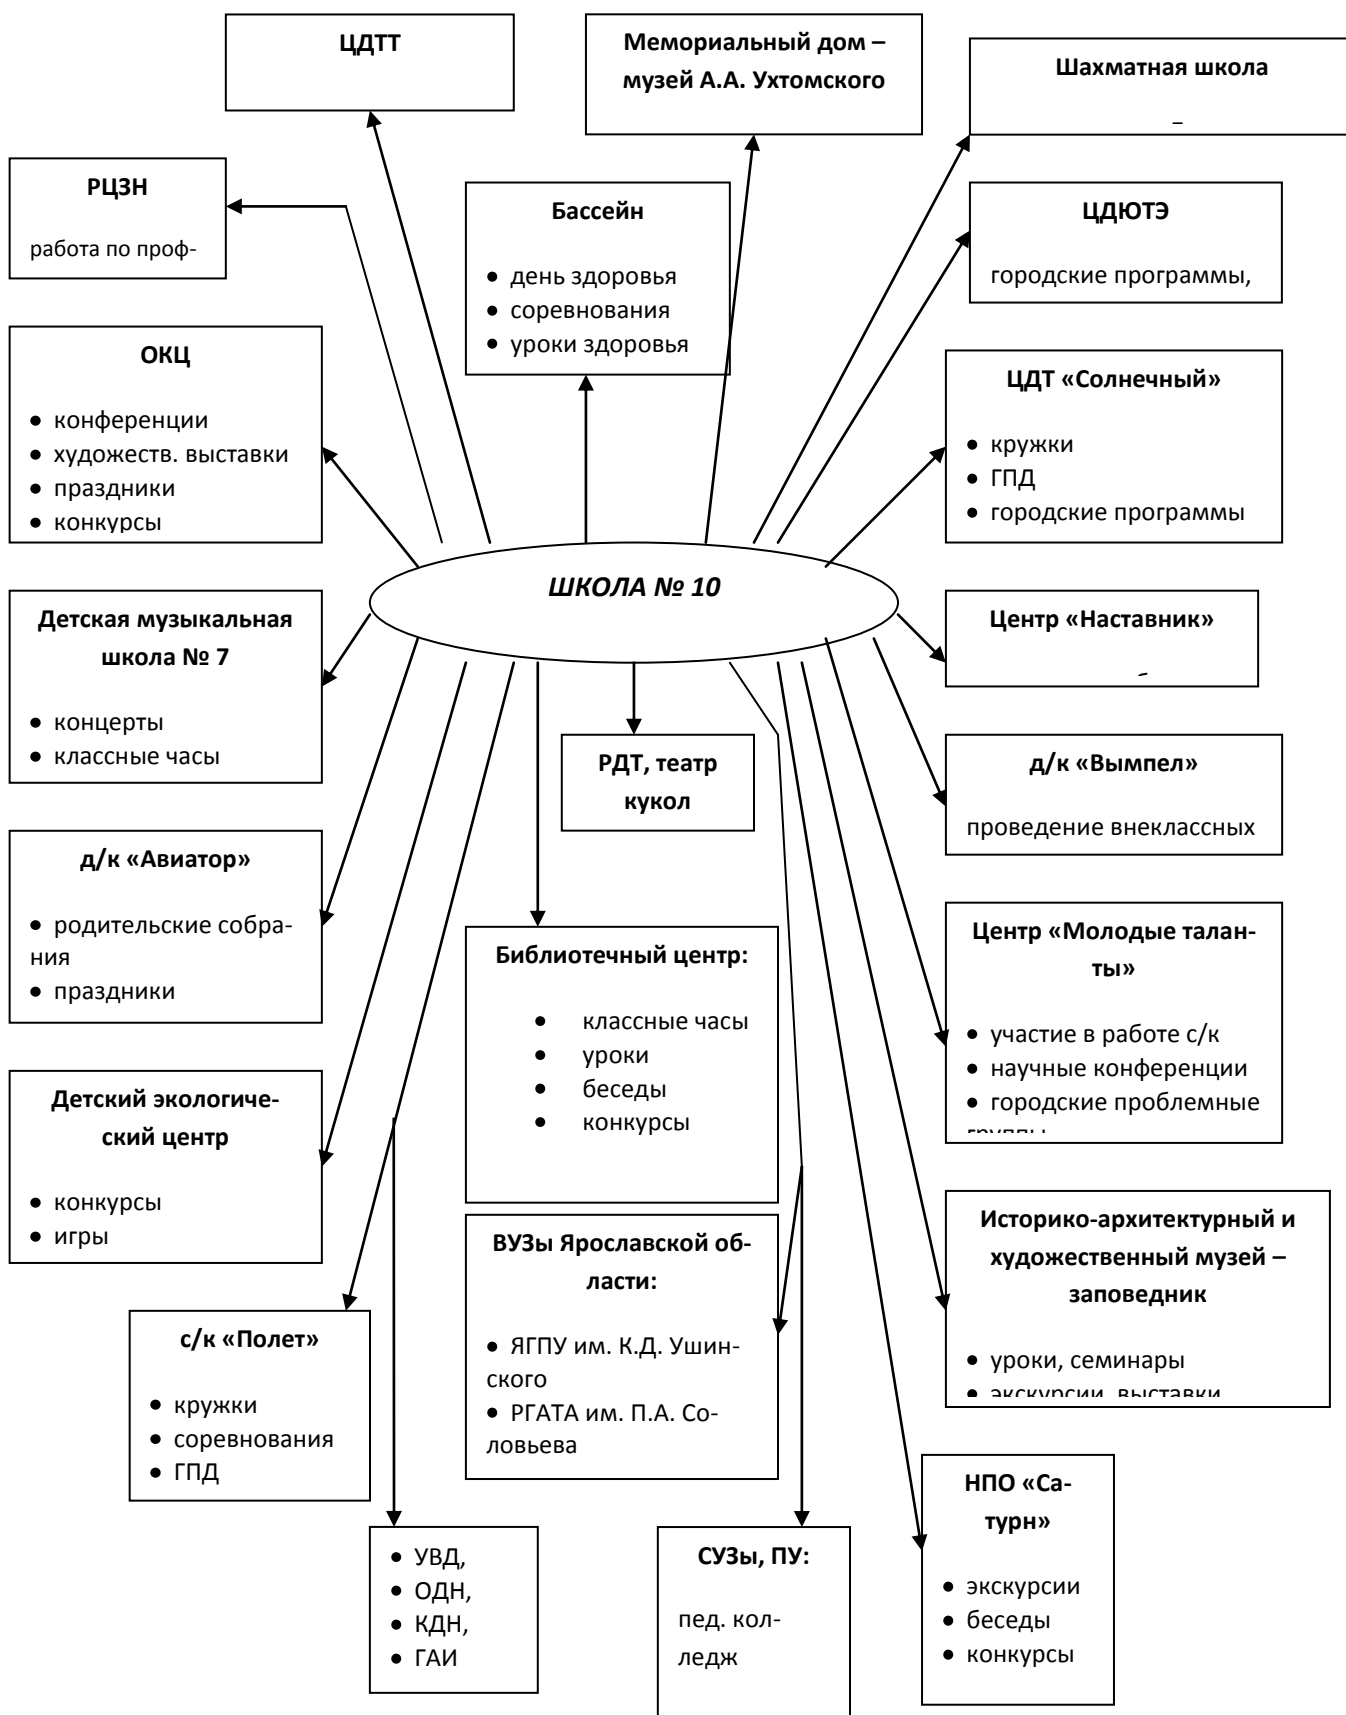 ЦДТТ
Мемориальный дом –
музей А.А. Ухтомского
Шахматная школа
РЦЗН
работа по проф-
Бассейн
• день здоровья
• соревнования
• уроки здоровья
ЦДЮТЭ
городские программы,
ОКЦ
• конференции
• художеств. выставки
• праздники
• конкурсы
ЦДТ «Солнечный»
• кружки
• ГПД
• городские программы
ШКОЛА № 10
Детская музыкальная
школа № 7
• концерты
• классные часы
Центр «Наставник»
РДТ, театр
кукол
д/к «Вымпел»
проведение внеклассных
д/к «Авиатор»
• родительские собра-
ния
• праздники
Библиотечный центр:
• классные часы
• уроки
• беседы
• конкурсы
Центр «Молодые талан-
ты»
• участие в работе с/к
• научные конференции
• городские проблемные
группы
Детский экологиче-
ский центр
• конкурсы
• игры
ВУЗы Ярославской об-
ласти:
• ЯГПУ им. К.Д. Ушин-
ского
• РГАТА им. П.А. Со-
ловьева
Историко-архитектурный и
художественный музей –
заповедник
• уроки, семинары
• экскурсии, выставки
с/к «Полет»
• кружки
• соревнования
• ГПД
НПО «Са-
турн»
• экскурсии
• беседы
• конкурсы
• УВД,
• ОДН,
• КДН,
• ГАИ
СУЗы, ПУ:
пед. кол-
ледж